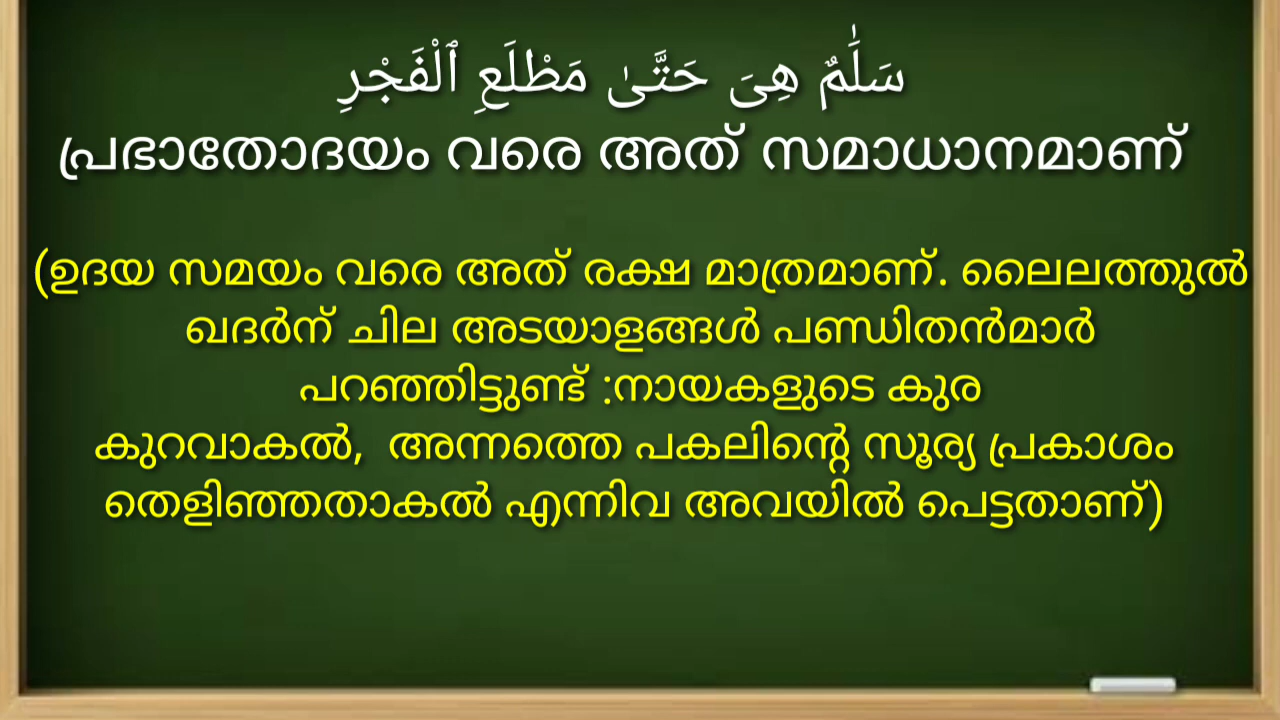 سَلَٰمٌ هِىَ حَتَّىٰ مَطْلَعِ ٱلْفَجْرِ
പ്രഭാതോദയം വരെ അത് സമാധാനമാണ്
(ഉദയ സമയം വരെ അത് രക്ഷ മാത്രമാണ്. ലൈലത്തുൽ
ഖദർന് ചില അടയാളങ്ങൾ പണ്ഡിതൻമാർ
പറഞ്ഞിട്ടുണ്ട് :നായകളുടെ കുര
കുറവാകൽ, അന്നത്തെ പകലിന്റെ സൂര്യ പ്രകാശം
തെളിഞ്ഞതാകൽ എന്നിവ അവയിൽ പെട്ടതാണ്)